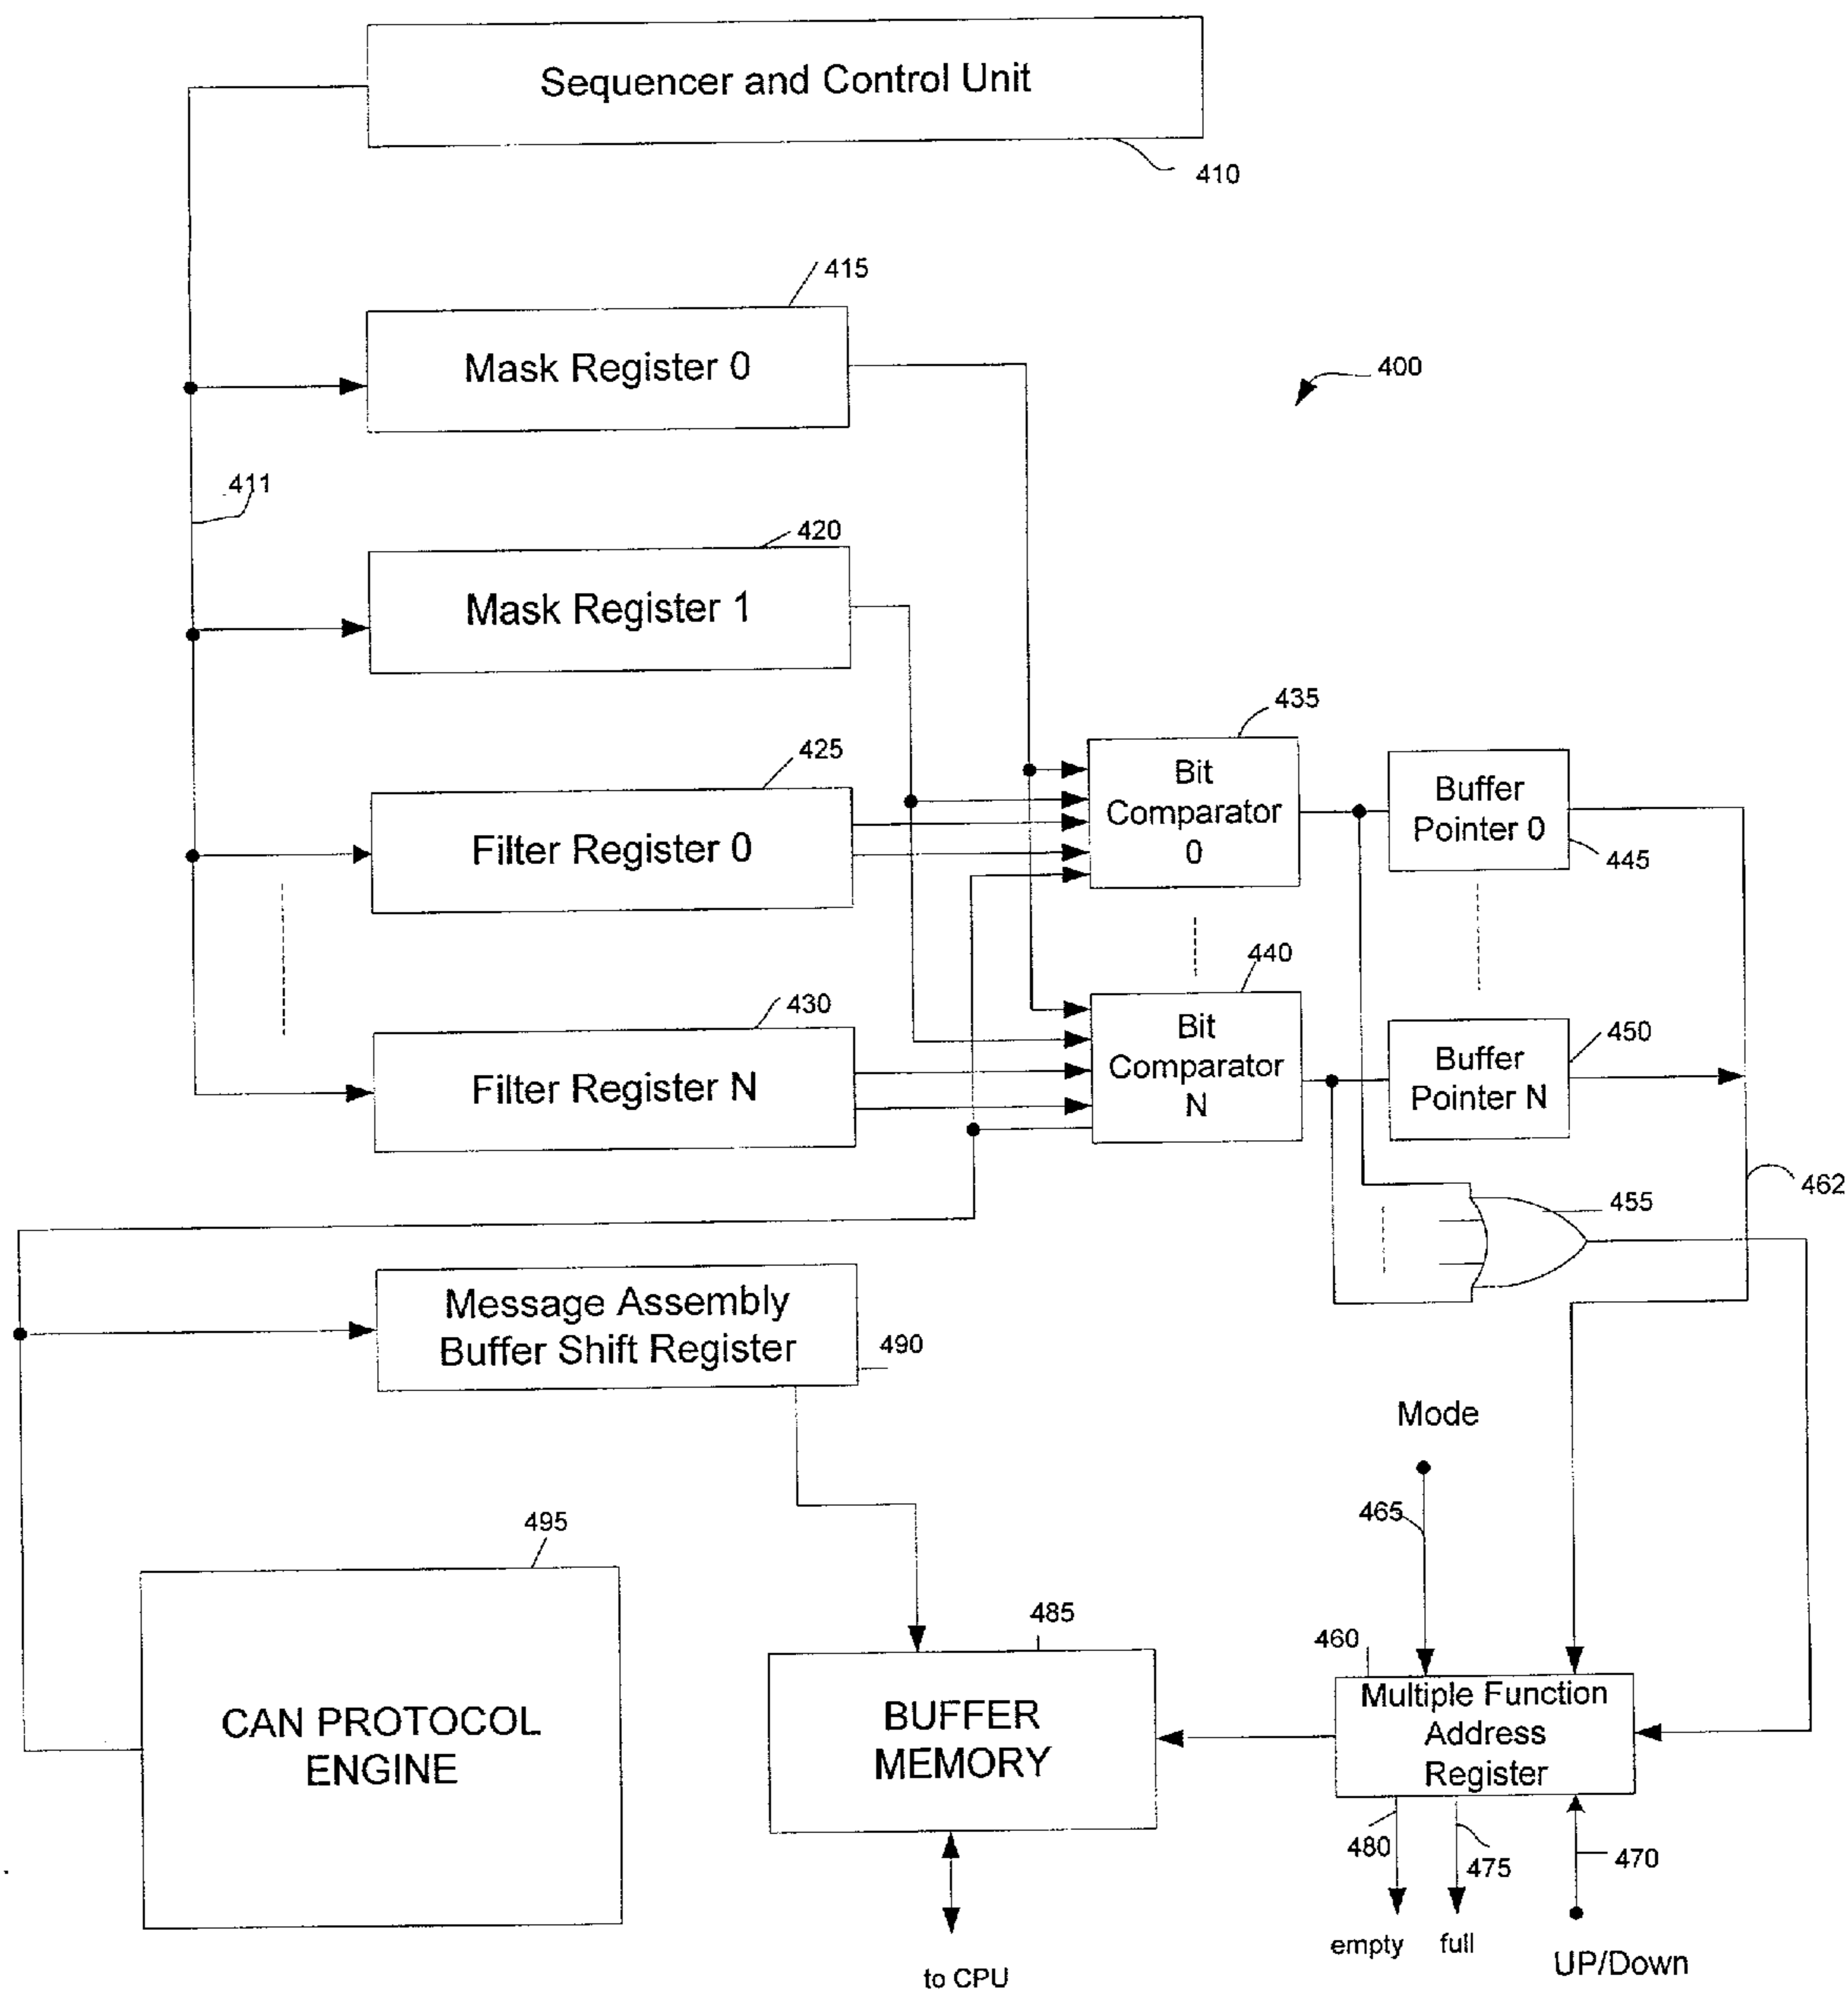 Sequencer and Control Unit
410
415
Mask Register 0
400
411
420
Mask Register 1
435
425
Bit
Comparator
0
Buffer
Pointer 0
445
Filter Register 0
440
430
Bit
Comparator
N
450
Buffer
Pointer N
Filter Register N
462
455
Message Assembly
Buffer Shift Register
490
Mode
465
495
485
460
CAN PROTOCOL
ENGINE
BUFFER
MEMORY
Multiple Function
Address
Register
480
475
470
empty
full
UP/Down
to CPU